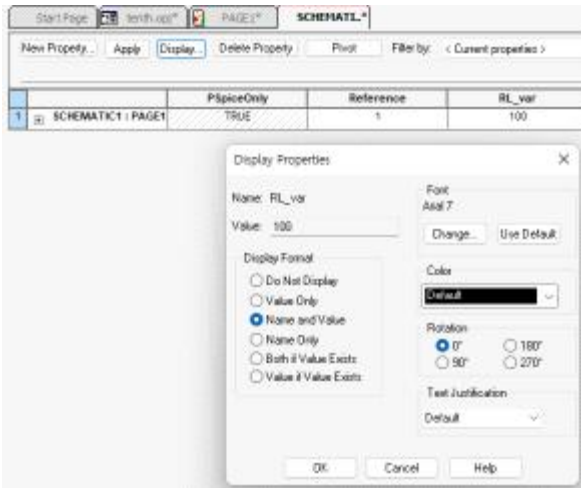 Start Page tenth.opj* PAGE1* SCHEMATI..*
New Property... Apply Display... Delete Property Pivot Filter by: < Current properties >
PSpiceOnly Reference RL_var
1 SCHEMATIC1 : PAGE1 TRUE 1 100
Display Properties
Name: RL_var
Value: 100
Font
Arial 7
Change... Use Default
Display Format
Do Not Display
Value Only
Name and Value
Name Only
Both if Value Exists
Value if Value Exists
Color
Default
Rotation
0° 180°
90° 270°
Text Justification
Default
OK Cancel Help